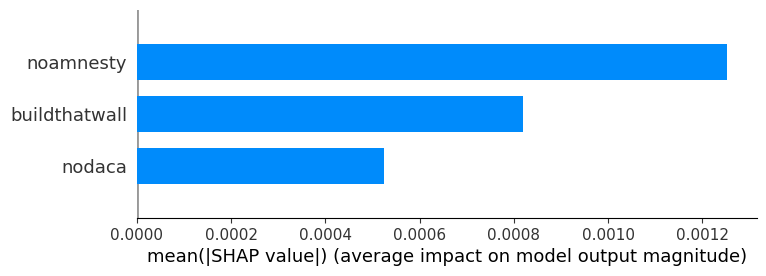 noamnesty
buildthatwall
nodaca
0.0000 0.0002 0.0004 0.0006 0.0008 0.0010 0.0012
mean(|SHAP value|) (average impact on model output magnitude)